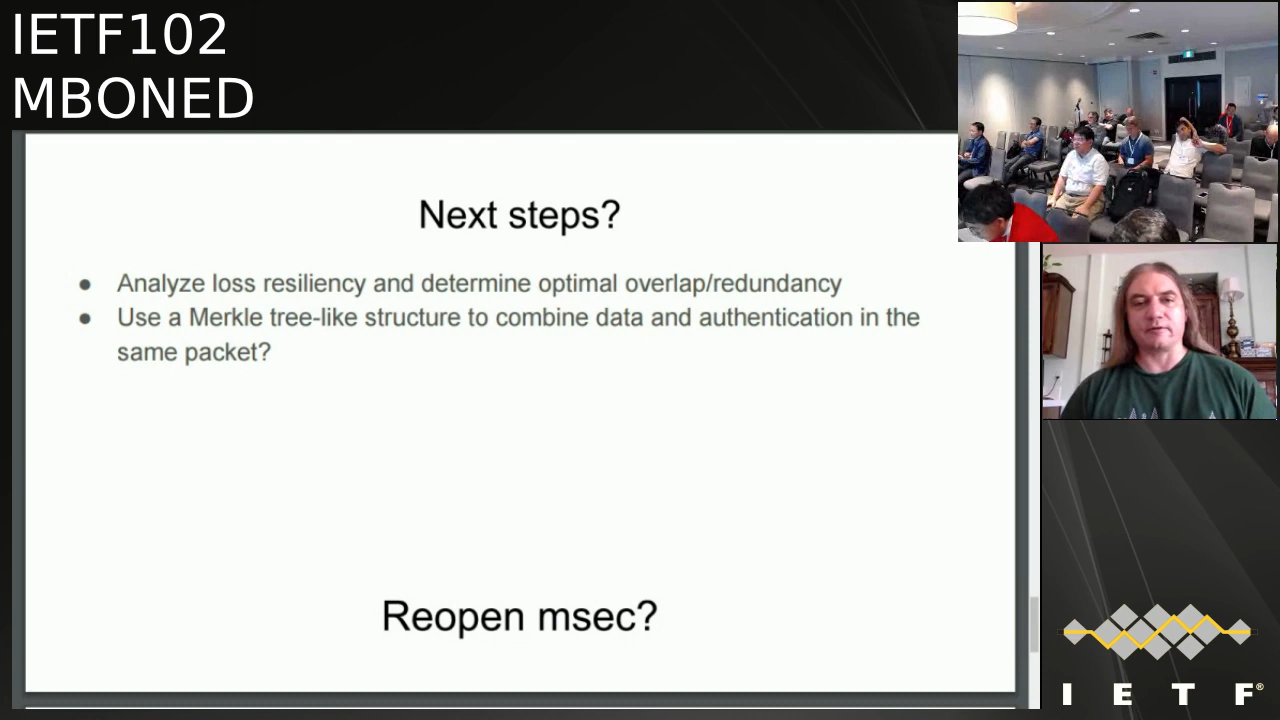 IETF102
MBONED
Next steps?
● Analyze loss resiliency and determine optimal overlap/redundancy
● Use a Merkle tree-like structure to combine data and authentication in the
same packet?
Reopen msec?
I E T F®